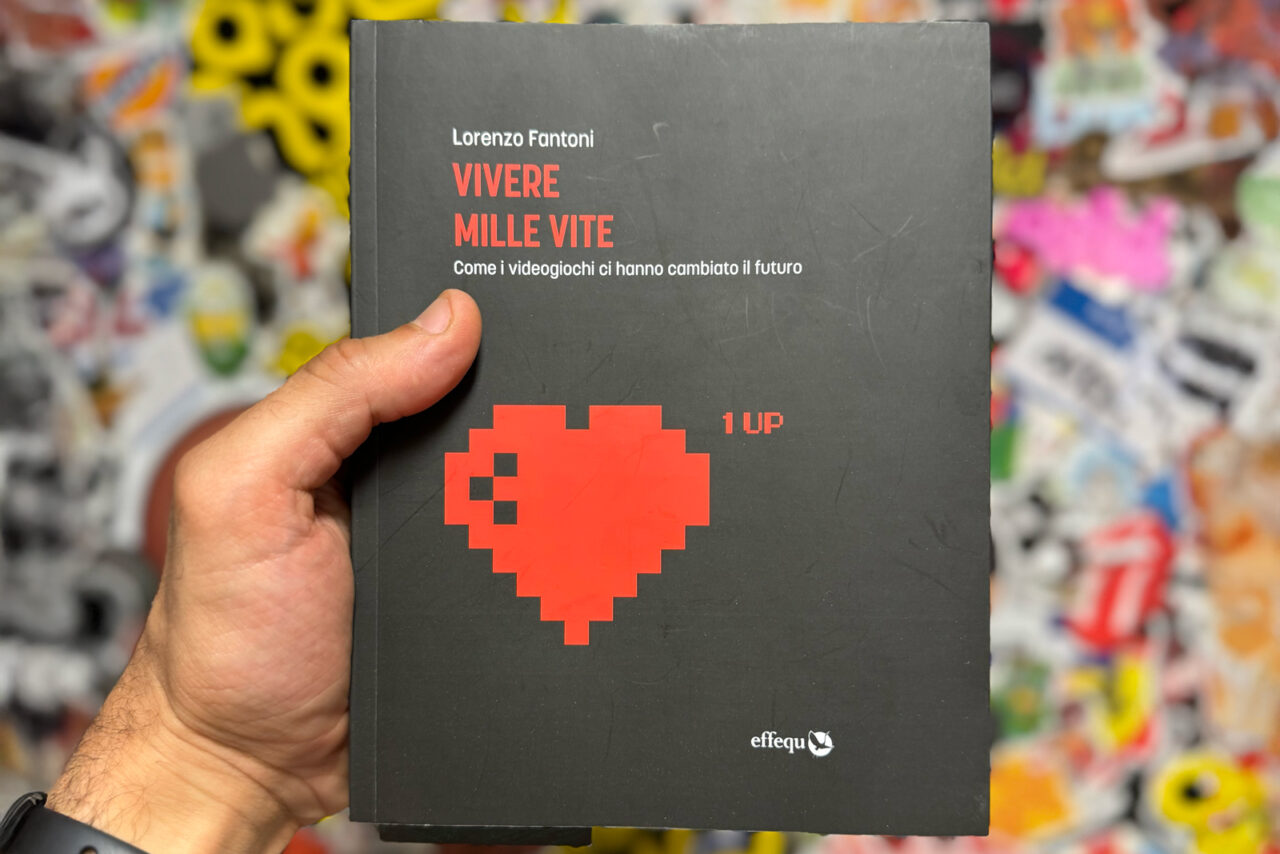 Lorenzo Fantoni
VIVERE
MILLE VITE
Come i videogiochi ci hanno cambiato il futuro
1 UP
effequ